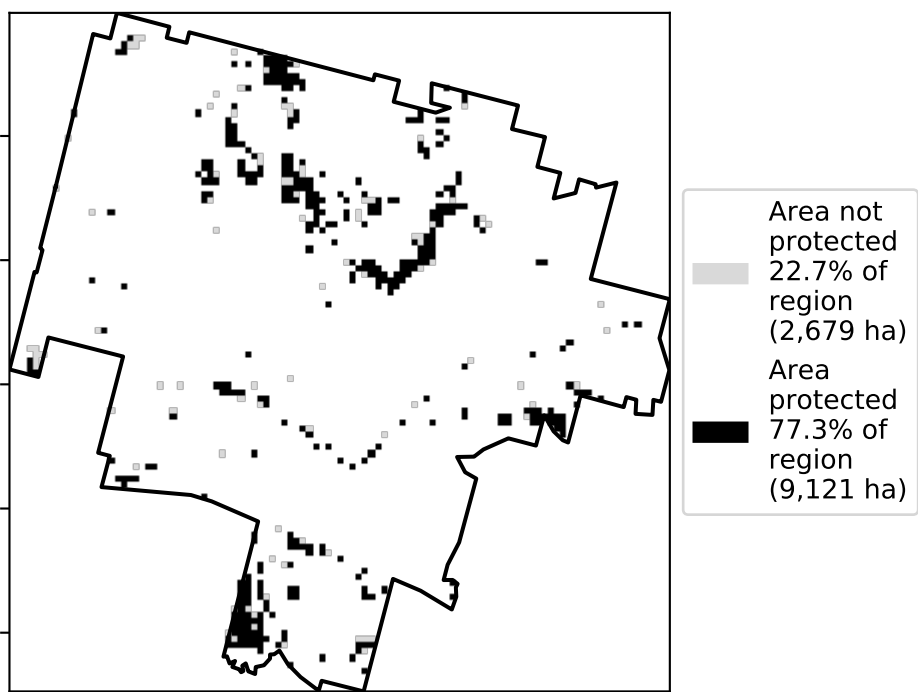 Area not
protected
22.7% of
region
(2,679 ha)
Area
protected
77.3% of
region
(9,121 ha)